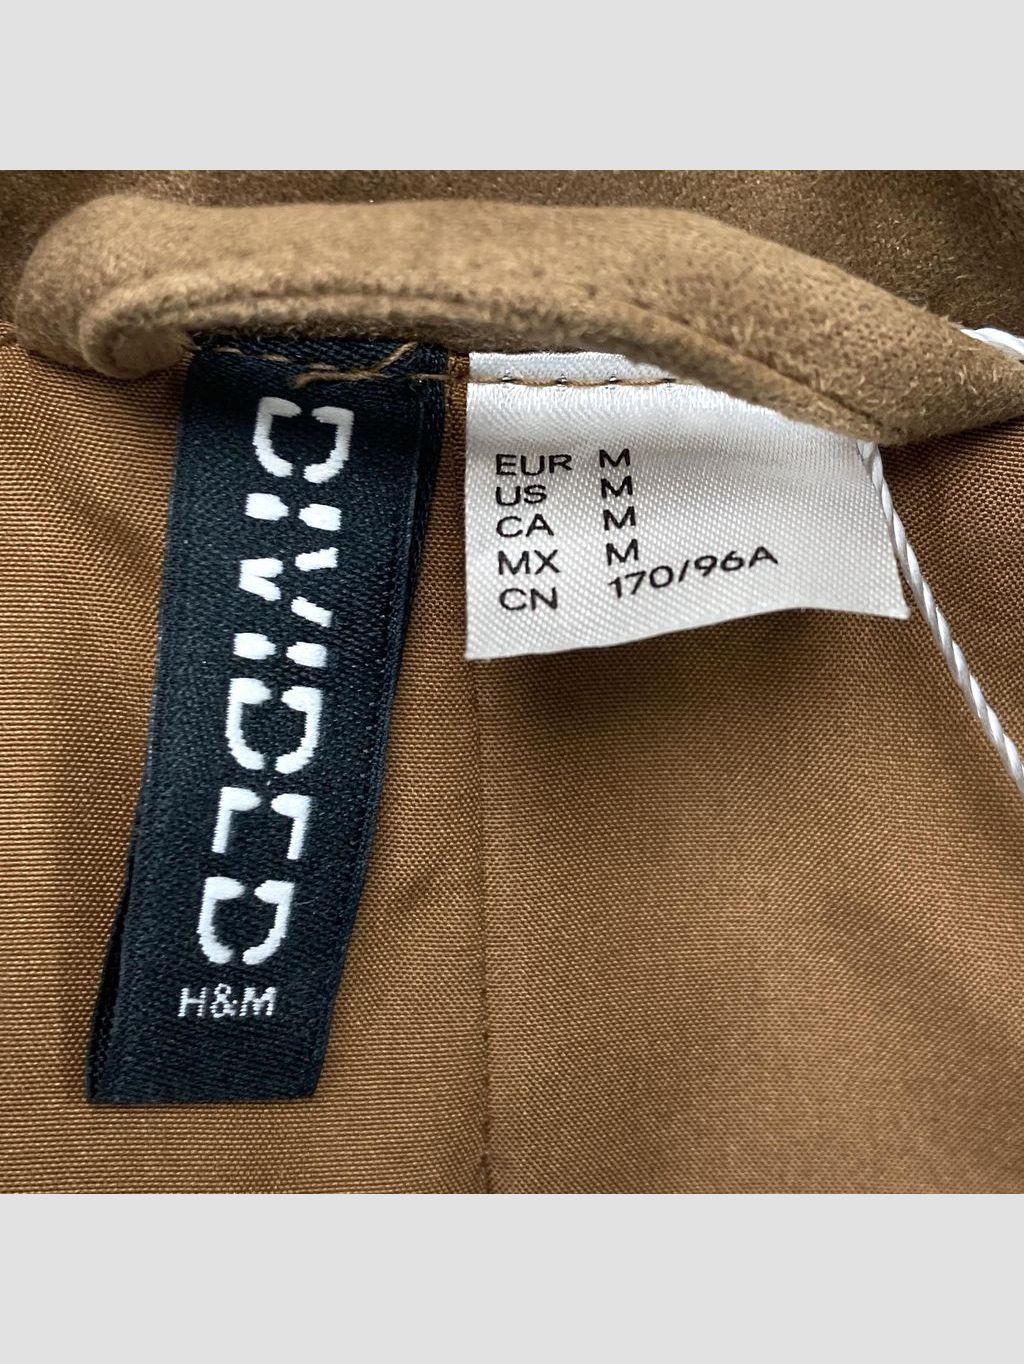 DIVIDED
H&M
EUR M
US M
CA M
MX M
CN 170/96A